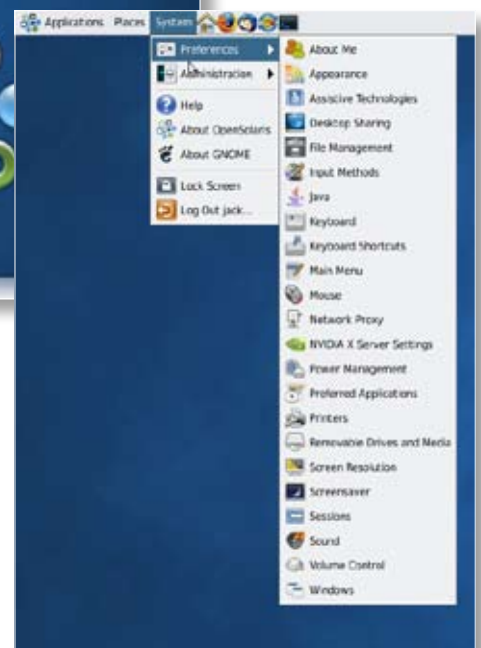 Applications Places System
Preferences
Administration
Help
About OpenSolaris
About GNOME
Lock Screen
Log Out jack...
About Me
Appearance
Assistive Technologies
Desktop Sharing
File Management
Input Methods
Java
Keyboard
Keyboard Shortcuts
Main Menu
Mouse
Network Proxy
NVIDIA X Server Settings
Power Management
Preferred Applications
Printers
Removable Drives and Media
Screen Resolution
Screensaver
Sessions
Sound
Volume Control
Windows